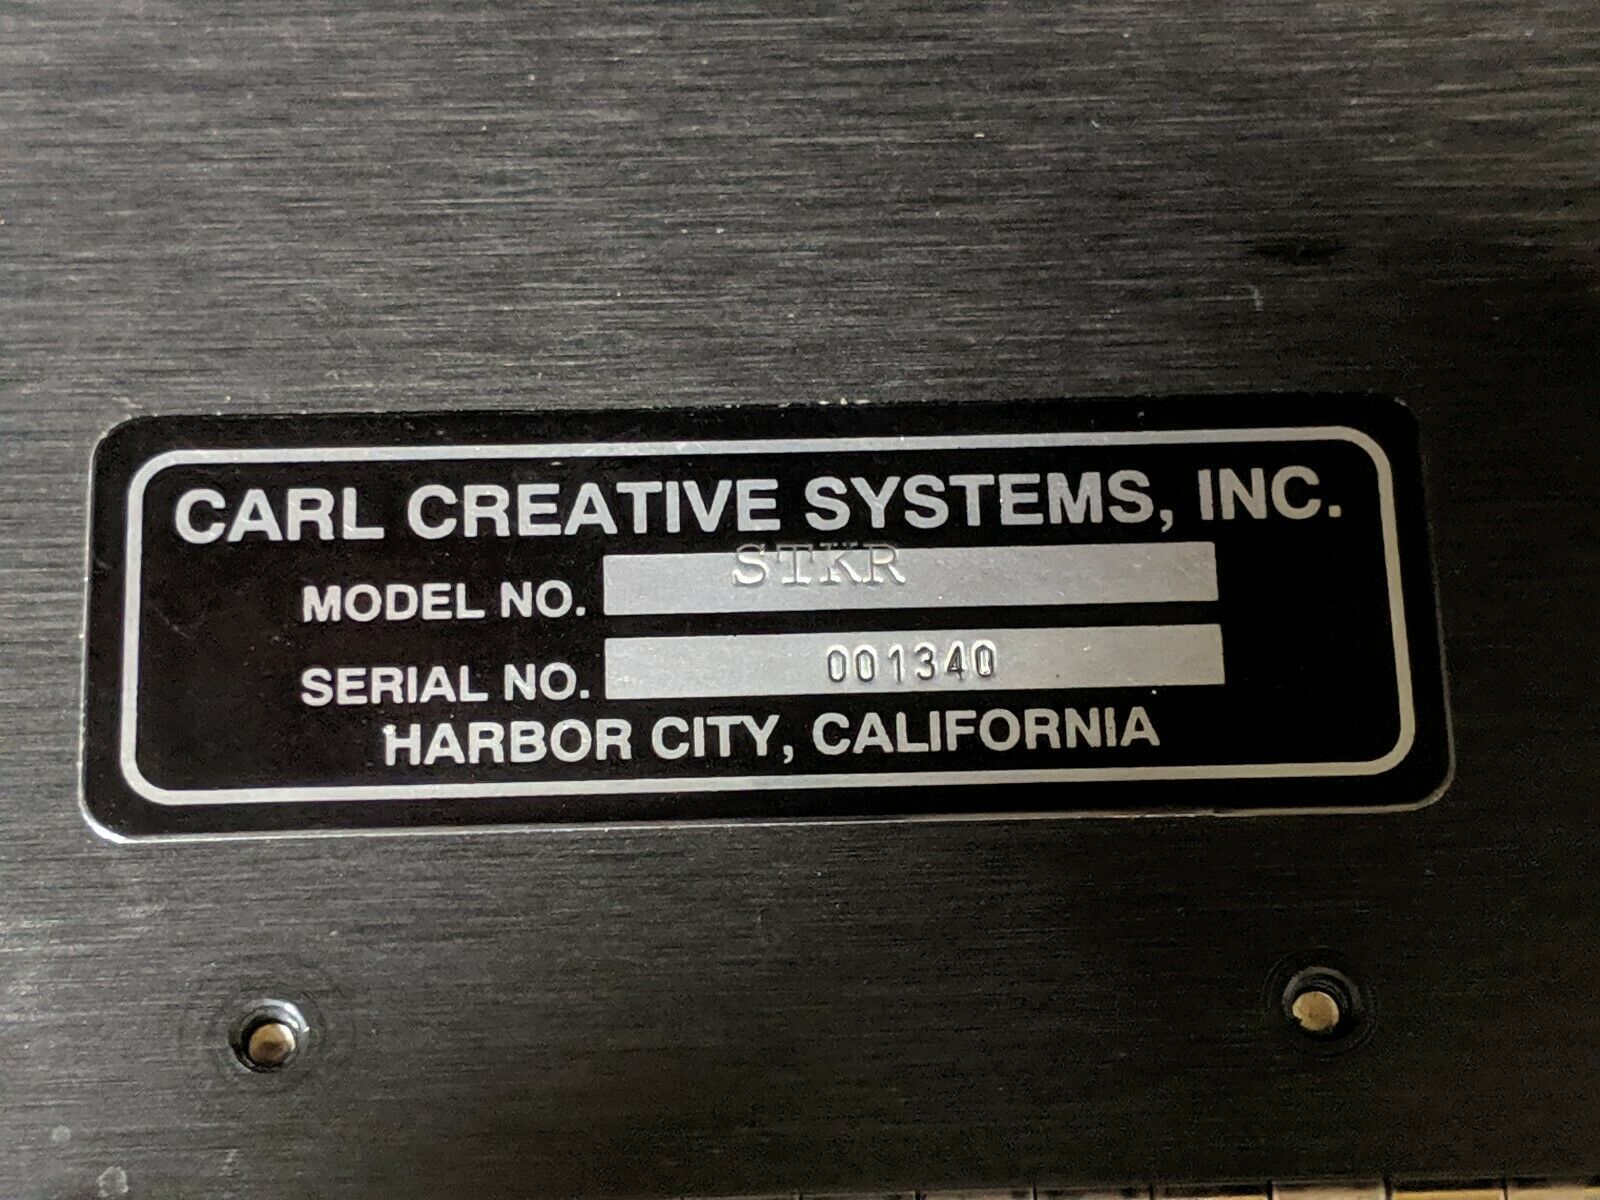 CARL CREATIVE SYSTEMS, INC.
MODEL NO. STKR
SERIAL NO. 001340
HARBOR CITY, CALIFORNIA